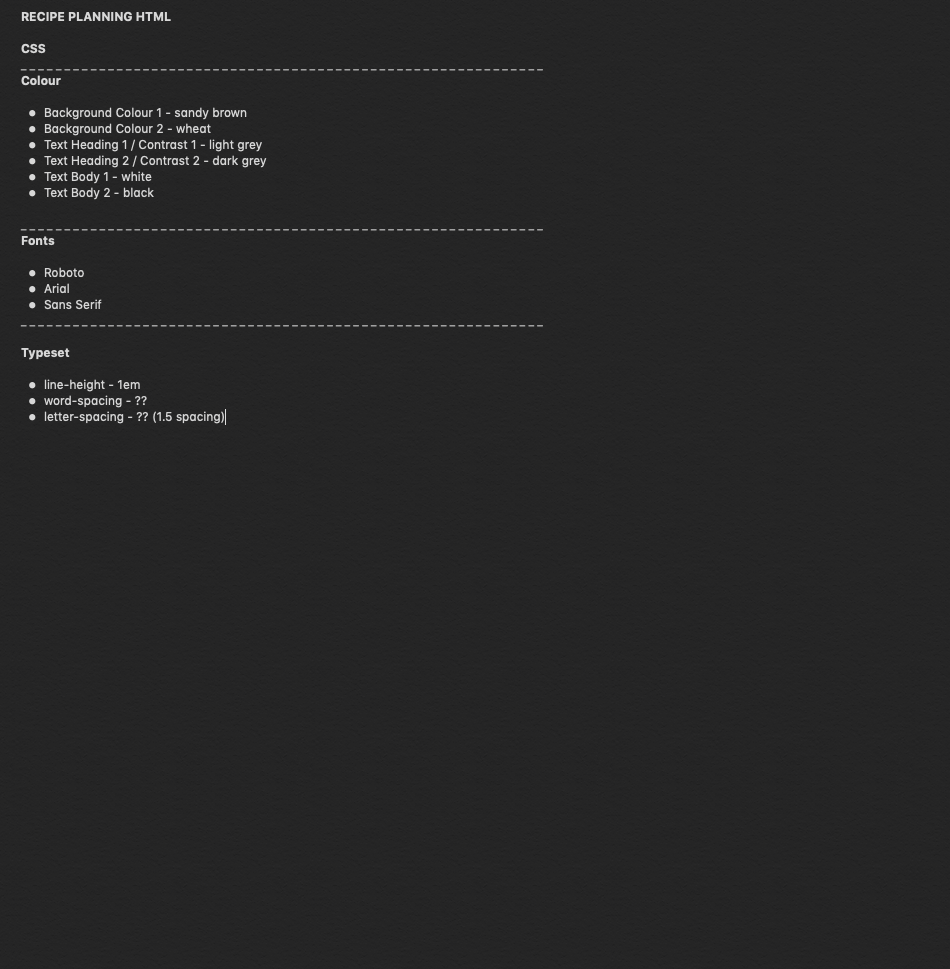 RECIPE PLANNING HTML
CSS
Colour
● Background Colour 1 - sandy brown
● Background Colour 2 - wheat
● Text Heading 1 / Contrast 1 - light grey
● Text Heading 2 / Contrast 2 - dark grey
● Text Body 1 - white
● Text Body 2 - black
Fonts
● Roboto
● Arial
● Sans Serif
Typeset
● line-height - 1em
● word-spacing - ??
● letter-spacing - ?? (1.5 spacing)